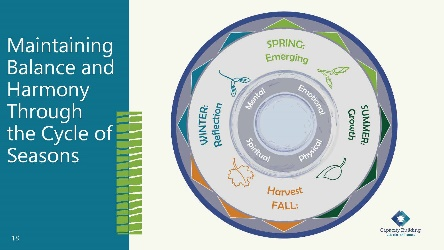 Maintaining
Balance and
Harmony
Through
the Cycle of
Seasons
SPRING:
Emerging
SUMMER:
Growth
Harvest
FALL:
WINTER:
Reflection
Mental
Emotional
Physical
Spiritual
Capacity Building
18